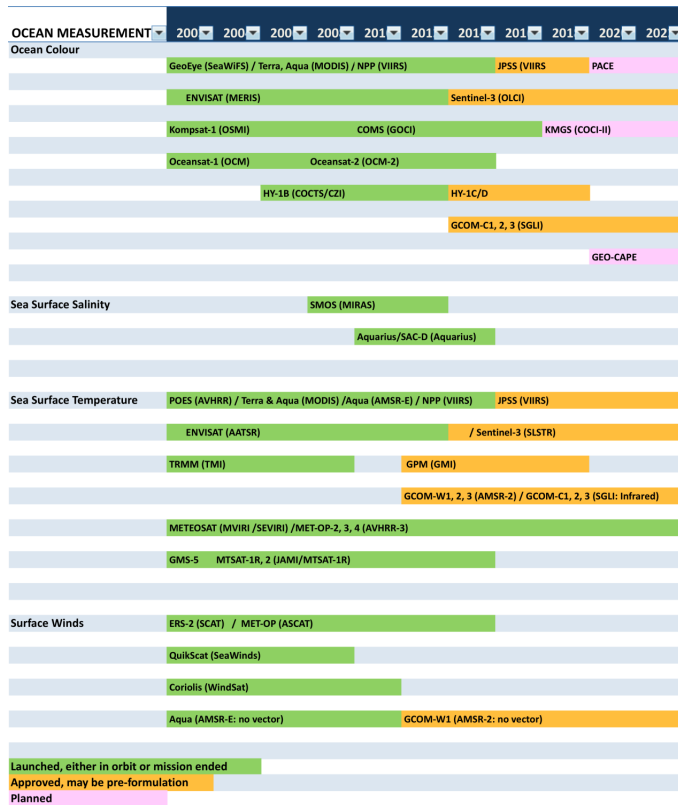 OCEAN MEASUREMENT 200 200 200 200 201 201 201 201 201 202 202
Ocean Colour
GeoEye (SeaWiFS) / Terra, Aqua (MODIS) / NPP (VIIRS) JPSS (VIIRS PACE
ENVISAT (MERIS) Sentinel-3 (OLCI)
Kompsat-1 (OSMI) COMS (GOCI) KMGS (COCI-II)
Oceansat-1 (OCM) Oceansat-2 (OCM-2)
HY-1B (COCTS/CZI) HY-1C/D
GCOM-C1, 2, 3 (SGLI)
GEO-CAPE
Sea Surface Salinity SMOS (MIRAS)
Aquarius/SAC-D (Aquarius)
Sea Surface Temperature POES (AVHRR) / Terra & Aqua (MODIS) /Aqua (AMSR-E) / NPP (VIIRS) JPSS (VIIRS)
ENVISAT (AATSR) / Sentinel-3 (SLSTR)
TRMM (TMI) GPM (GMI)
GCOM-W1, 2, 3 (AMSR-2) / GCOM-C1, 2, 3 (SGLI: Infrared)
METEOSAT (MVIRI /SEVIRI) /MET-OP-2, 3, 4 (AVHRR-3)
GMS-5 MTSAT-1R, 2 (JAMI/MTSAT-1R)
Surface Winds ERS-2 (SCAT) / MET-OP (ASCAT)
QuikScat (SeaWinds)
Coriolis (WindSat)
Aqua (AMSR-E: no vector) GCOM-W1 (AMSR-2: no vector)
Launched, either in orbit or mission ended
Approved, may be pre-formulation
Planned